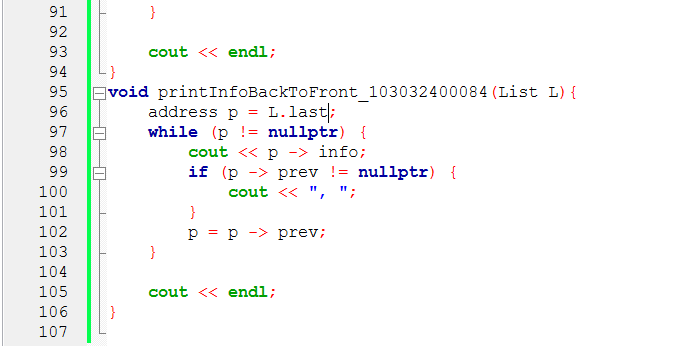 91 }
92
93 cout << endl;
94 }
95 void printInfoBackToFront_103032400084(List L){
96 address p = L.last;
97 while (p != nullptr) {
98 cout << p -> info;
99 if (p -> prev != nullptr) {
100 cout << ", ";
101 }
102 p = p -> prev;
103 }
104
105 cout << endl;
106 }
107